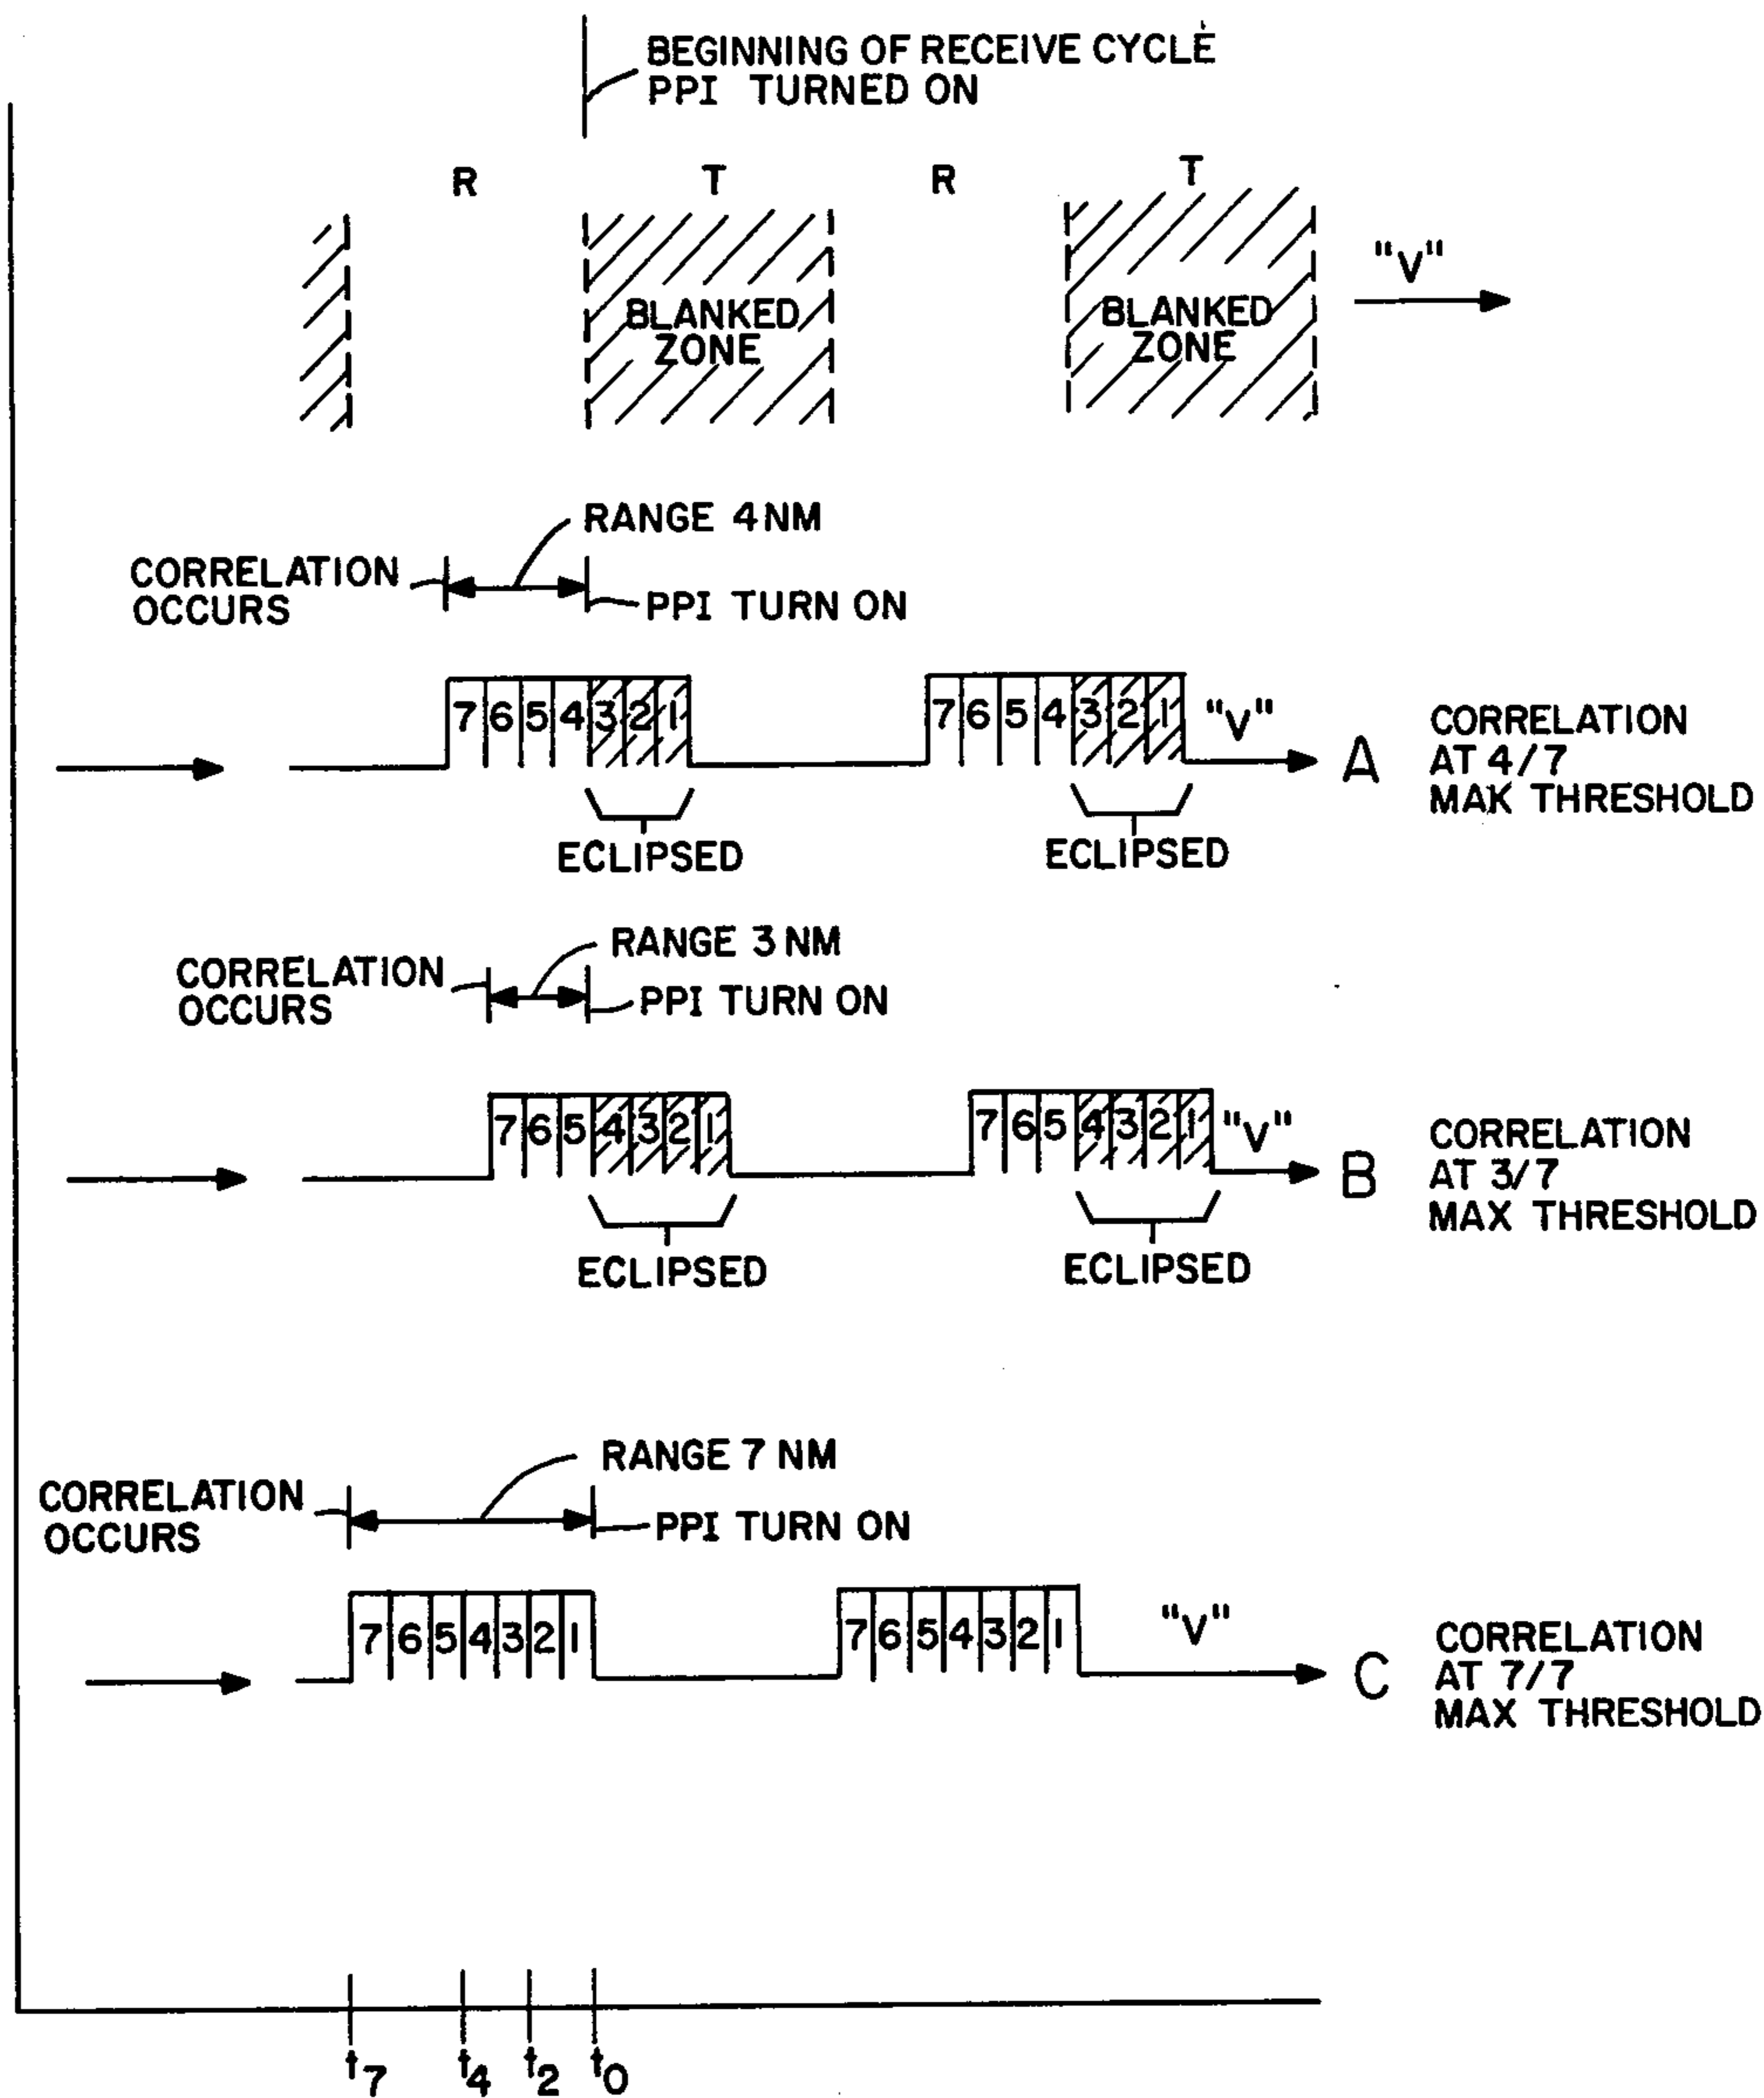 BEGINNING OF RECEIVE CYCLE
PPI TURNED ON
R T R T
BLANKED
ZONE
BLANKED
ZONE
"V"
RANGE 4 NM
CORRELATION
OCCURS
PPI TURN ON
7 6 5 4 3 2 1
7 6 5 4 3 2 1
"V"
A
CORRELATION
AT 4/7
MAK THRESHOLD
ECLIPSED
ECLIPSED
RANGE 3 NM
CORRELATION
OCCURS
PPI TURN ON
7 6 5 4 3 2 1
7 6 5 4 3 2 1
"V"
B
CORRELATION
AT 3/7
MAX THRESHOLD
ECLIPSED
ECLIPSED
RANGE 7 NM
CORRELATION
OCCURS
PPI TURN ON
7 6 5 4 3 2 1
7 6 5 4 3 2 1
"V"
C
CORRELATION
AT 7/7
MAX THRESHOLD
t7 t4 t2 t0